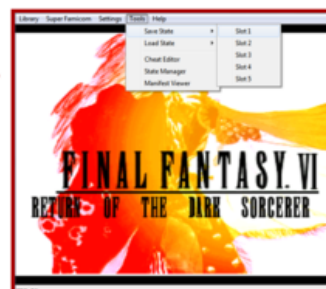 Library Super Famicom Settings Tools Help
Save State Slot 1
Load State Slot 2
Slot 3
Cheat Editor Slot 4
State Manager Slot 5
Manifest Viewer
FINAL FANTASY VI
RETURN OF THE DARK SORCERER